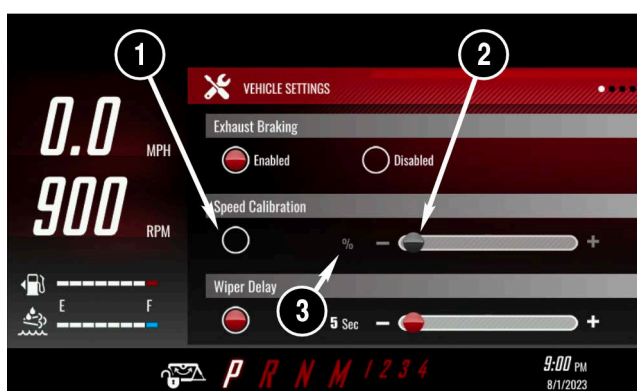 1
2
VEHICLE SETTINGS
Exhaust Braking
Enabled Disabled
0.0 MPH
Speed Calibration
900 RPM
% - +
Wiper Delay
3
E F
5 Sec - +
P R N M 1 2 3 4
9:00 PM
8/1/2023